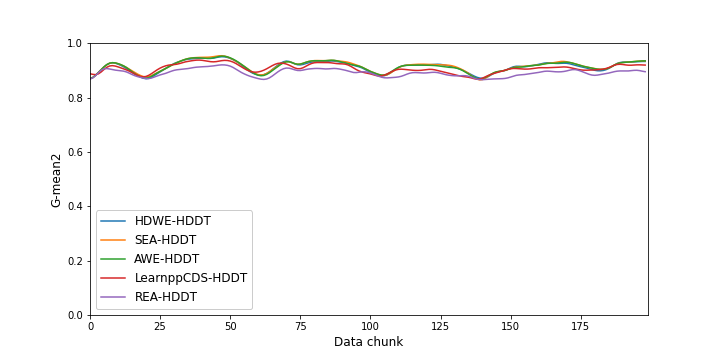 1.0
0.8
0.6
0.4
0.2
0.0
G-mean2
HDWE-HDDT
SEA-HDDT
AWE-HDDT
LearnppCDS-HDDT
REA-HDDT
0 25 50 75 100 125 150 175
Data chunk